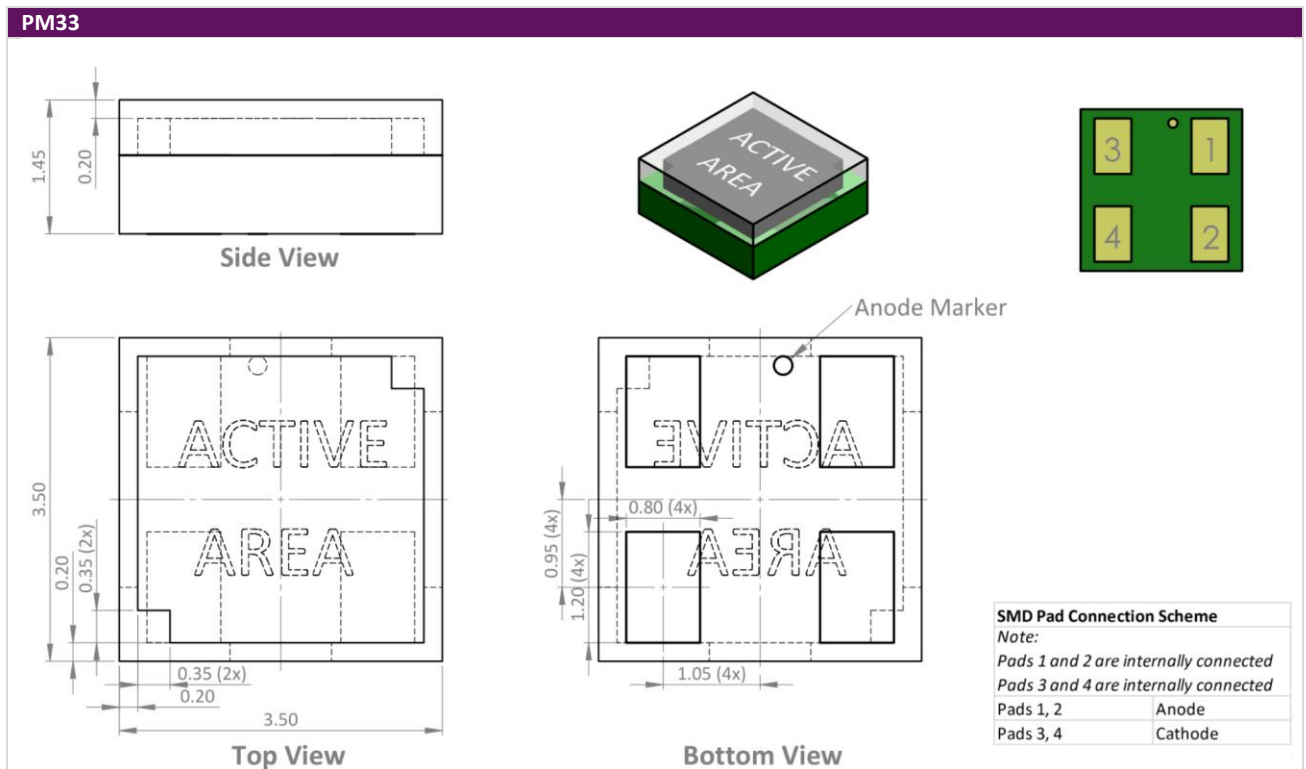 PM33
1.45
0.20
Side View
ACTIVE
AREA
3
1
4
2
Anode Marker
3.50
0.20
0.35 (2x)
ACTIVE
AREA
0.35 (2x)
0.20
3.50
Top View
ACTIVE
AREA
0.80 (4x)
0.95 (4x)
1.20 (4x)
1.05 (4x)
Bottom View
SMD Pad Connection Scheme
Note:
Pads 1 and 2 are internally connected
Pads 3 and 4 are internally connected
Pads 1, 2 Anode
Pads 3, 4 Cathode